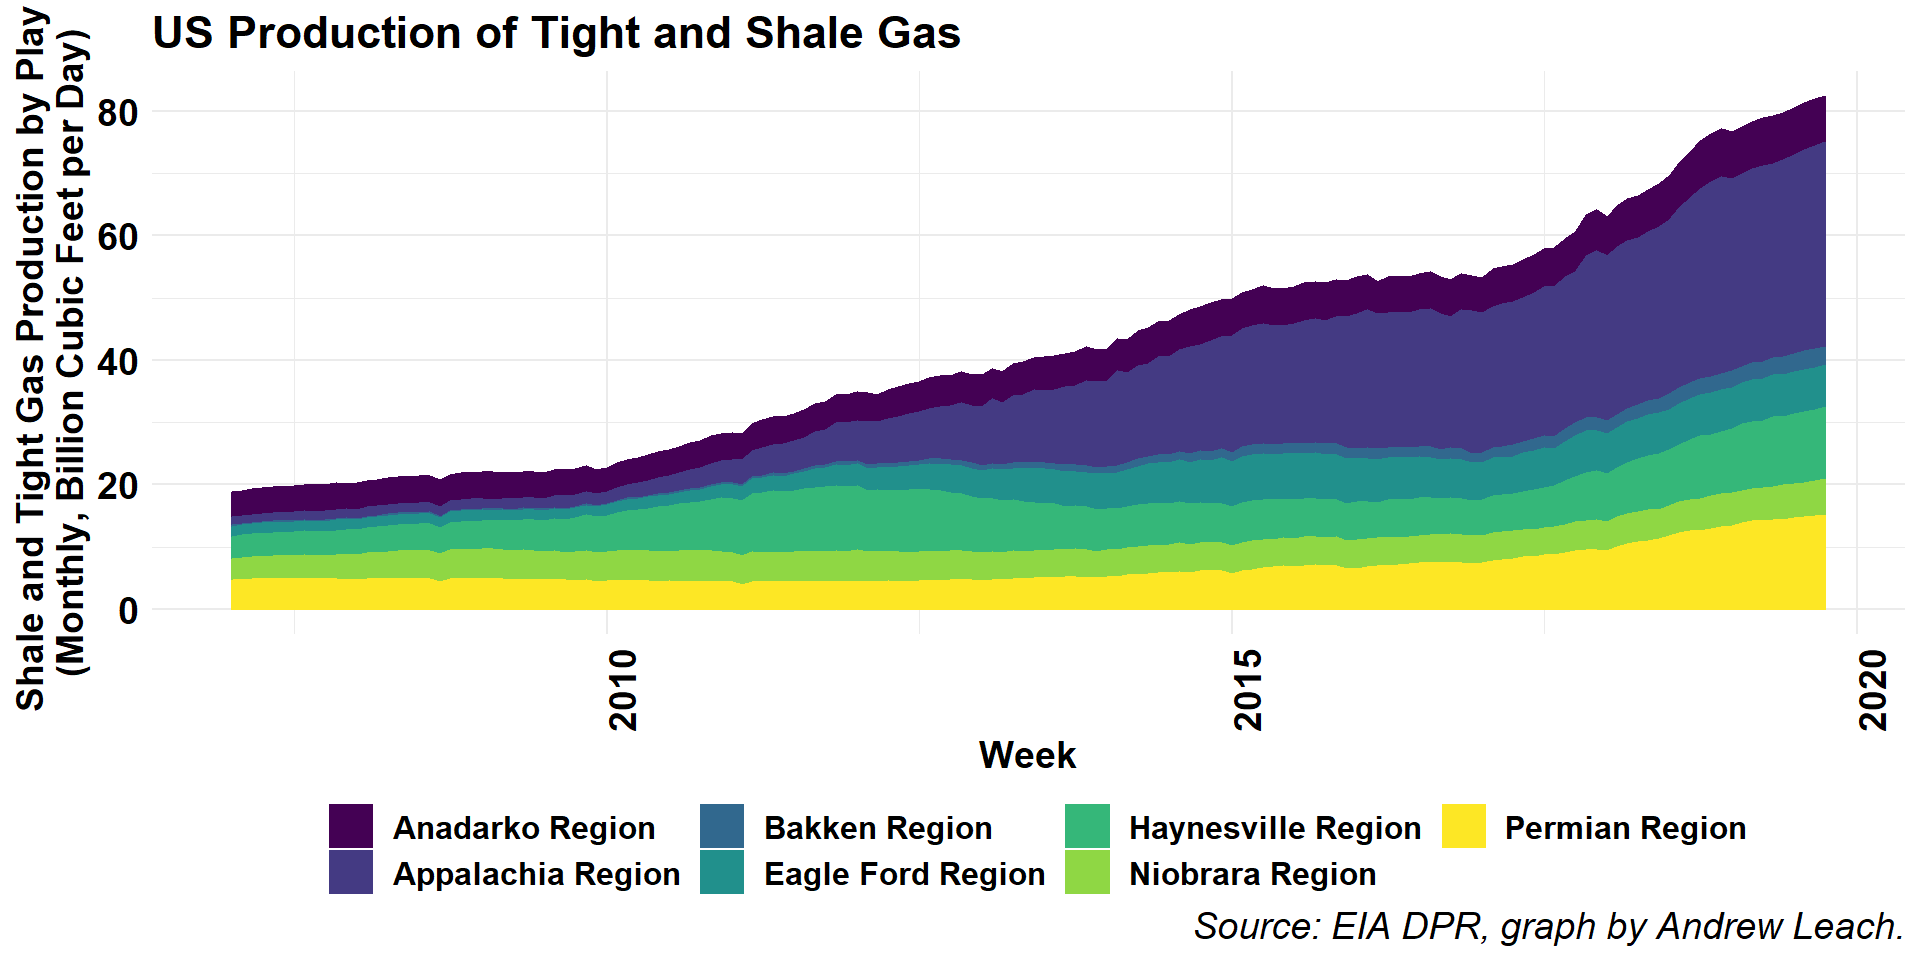 US Production of Tight and Shale Gas
Shale and Tight Gas Production by Play
(Monthly, Billion Cubic Feet per Day)
80
60
40
20
0
2010
2015
2020
Week
Anadarko Region
Bakken Region
Haynesville Region
Permian Region
Appalachia Region
Eagle Ford Region
Niobrara Region
Source: EIA DPR, graph by Andrew Leach.